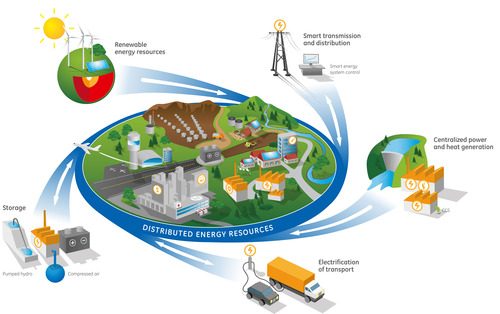 Renewable
energy resources
Smart transmission
and distribution
Smart energy
system control
Centralized power
and heat generation
CCS
Storage
Pumped hydro
Compressed air
DISTRIBUTED ENERGY RESOURCES
Electrification
of transport